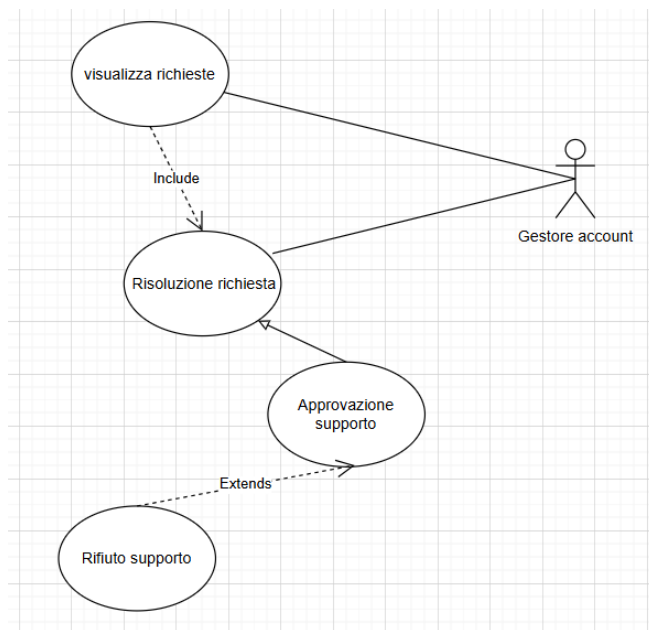 visualizza richieste
Include
Gestore account
Risoluzione richiesta
Approvazione
supporto
Extends
Rifiuto supporto